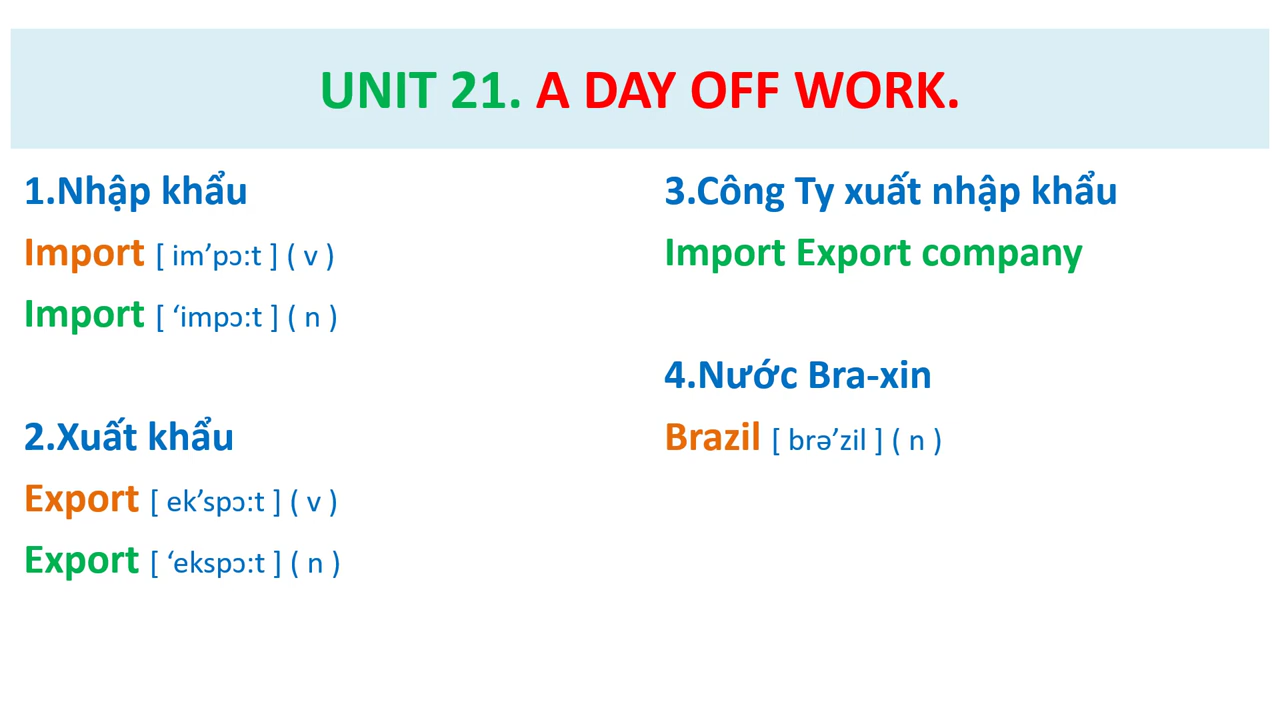 UNIT 21. A DAY OFF WORK.
1.Nhập khẩu
Import [ im’pɔ:t ] ( v )
Import [ ‘impɔ:t ] ( n )
2.Xuất khẩu
Export [ ek’spɔ:t ] ( v )
Export [ ‘ekspɔ:t ] ( n )
3.Công Ty xuất nhập khẩu
Import Export company
4.Nước Bra-xin
Brazil [ brə’zil ] ( n )